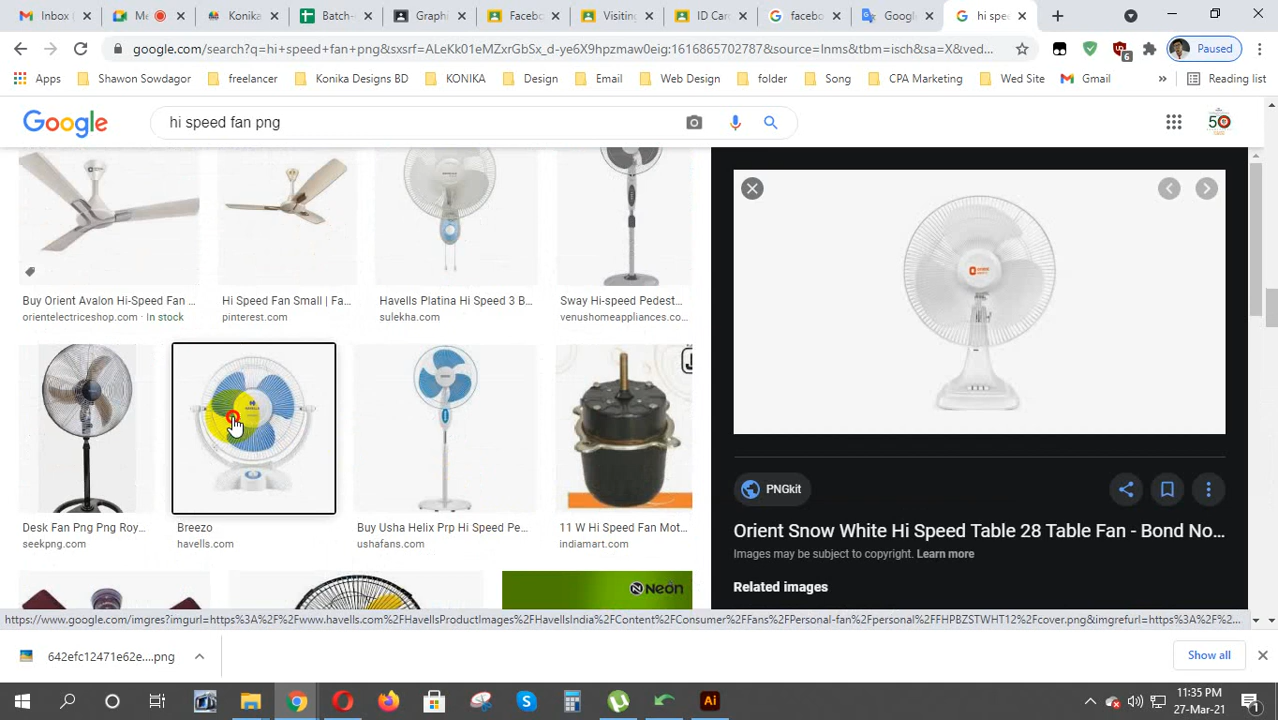 Inbox
Me
Konika
Batch-
Graphi
Facebo
Visiting
ID Card
facebo
Googl
hi spe
google.com/search?q=hi+speed+fan+png&sxsrf=ALeKk01eMZxrGbSx_d-ye6X9hpzmaw0eig:1616865702787&source=lnms&tbm=isch&sa=X&ved...
Paused
6
Apps
Shawon Sowdagor
freelancer
Konika Designs BD
KONIKA
Design
Email
Web Design
folder
Song
CPA Marketing
Wed Site
Gmail
»
Reading list
Google
hi speed fan png
50
Buy Orient Avalon Hi-Speed Fan ...
orientelectricshop.com · In stock
Hi Speed Fan Small | Fa...
pinterest.com
Havells Platina Hi Speed 3 B...
sulekha.com
Sway Hi-speed Pedest...
venushomeappliances.co...
J
Desk Fan Png Png Roy...
seekpng.com
Breezo
havells.com
Buy Usha Helix Prp Hi Speed Pe...
ushafans.com
11 W Hi Speed Fan Mot...
indiamart.com
Neon
PNGkit
Orient Snow White Hi Speed Table 28 Table Fan - Bond No...
Images may be subject to copyright. Learn more
Related images
https://www.google.com/imgres?imgurl=https%3A%2F%2Fwww.havells.com%2FHavellsProductImages%2FHavellsIndia%2FContent%2FConsumer%2FFans%2FPersonal-fan%2Fpersonal%2FFHPBZSTWHT12%2Fcover.png&imgrefurl=https%3A%2F%2...
642efc12471e62e....png
Show all
Ai
11:35 PM
27-Mar-21
1